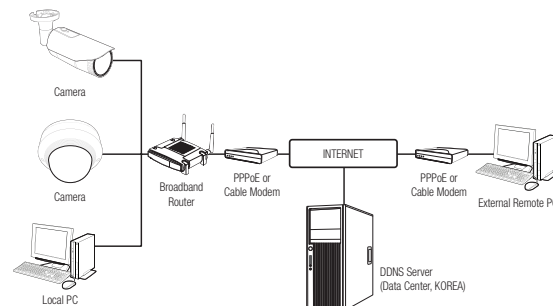 Camera
Camera
Local PC
Broadband
Router
PPPoE or
Cable Modem
INTERNET
DDNS Server
(Data Center, KOREA)
PPPoE or
Cable Modem
External Remote PC